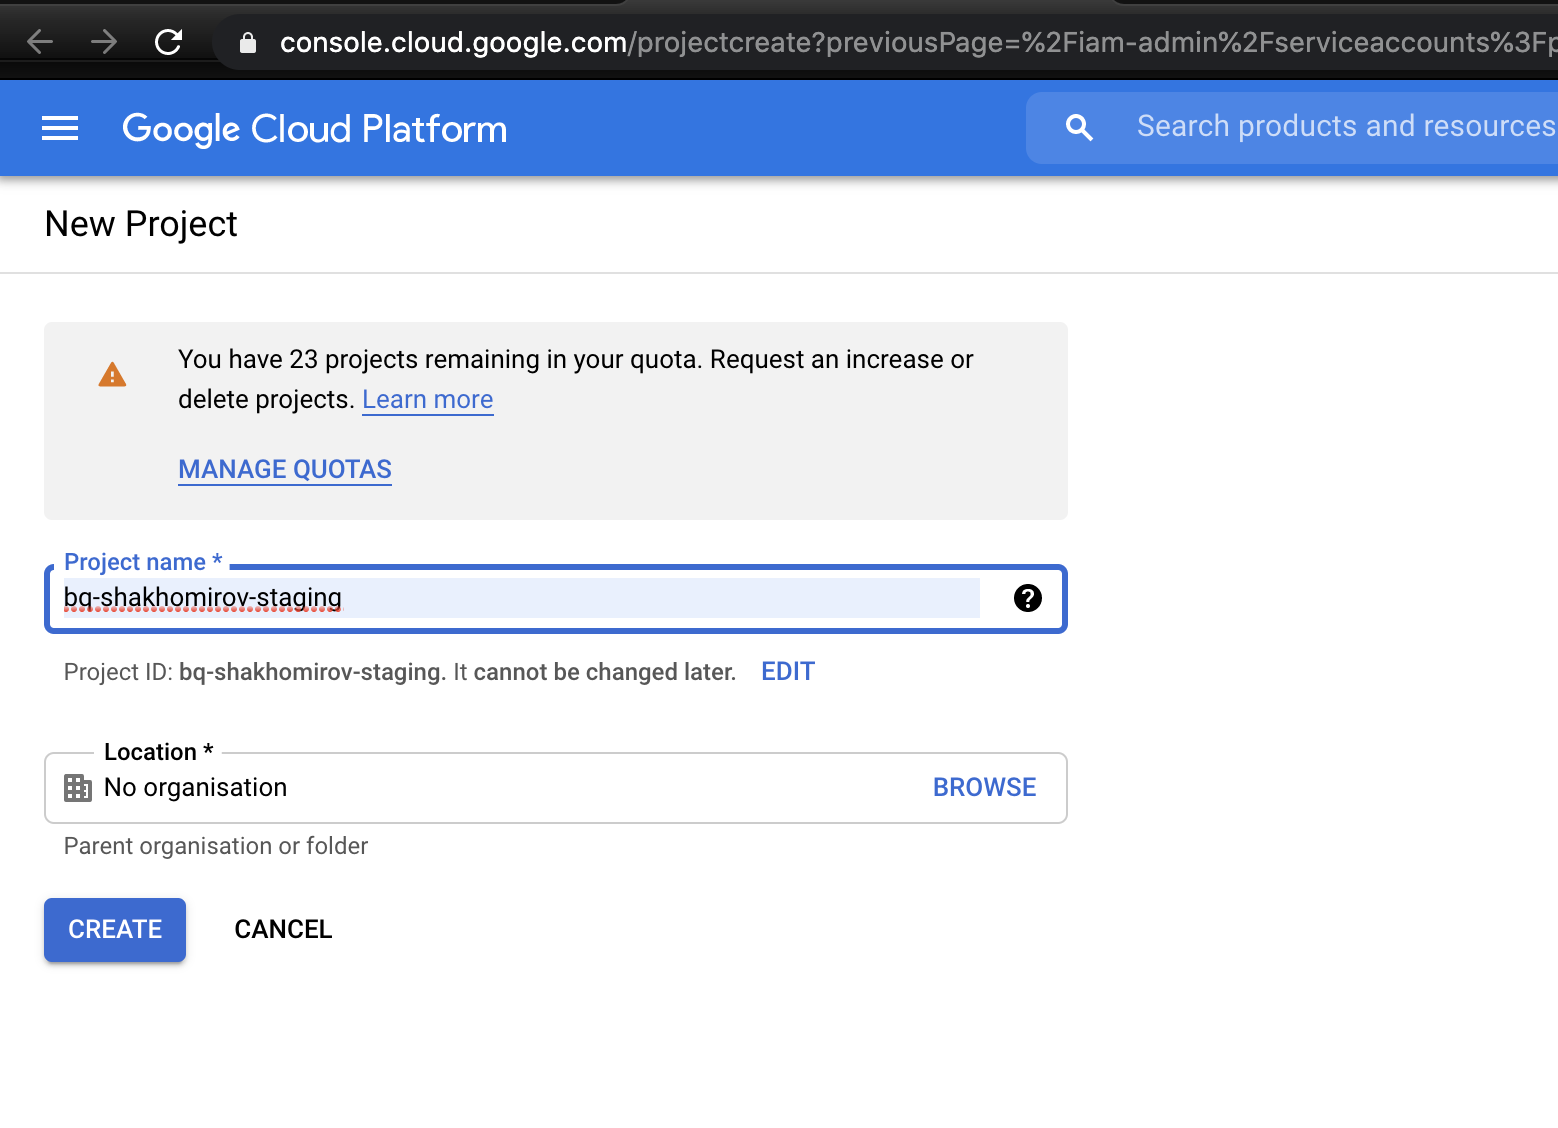 console.cloud.google.com/projectcreate?previousPage=%2Fiam-admin%2Fserviceaccounts%3Fp
Google Cloud Platform
Search products and resources
New Project
You have 23 projects remaining in your quota. Request an increase or
delete projects. Learn more
MANAGE QUOTAS
Project name *
bq-shakhomirov-staging
Project ID: bq-shakhomirov-staging. It cannot be changed later. EDIT
Location *
No organisation BROWSE
Parent organisation or folder
CREATE CANCEL